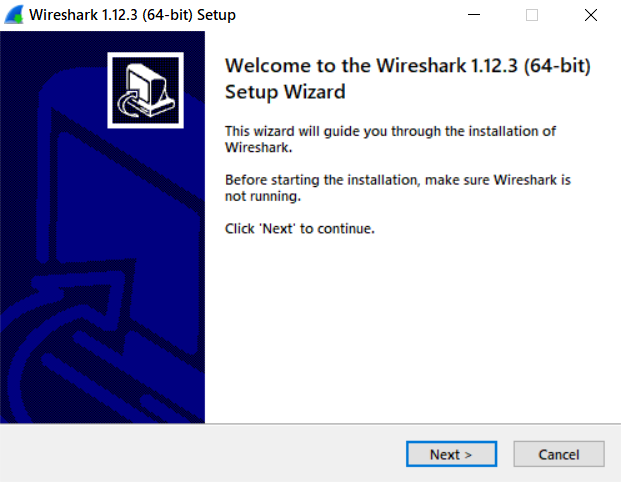 Wireshark 1.12.3 (64-bit) Setup
Welcome to the Wireshark 1.12.3 (64-bit)
Setup Wizard
This wizard will guide you through the installation of
Wireshark.
Before starting the installation, make sure Wireshark is
not running.
Click 'Next' to continue.
Next >
Cancel